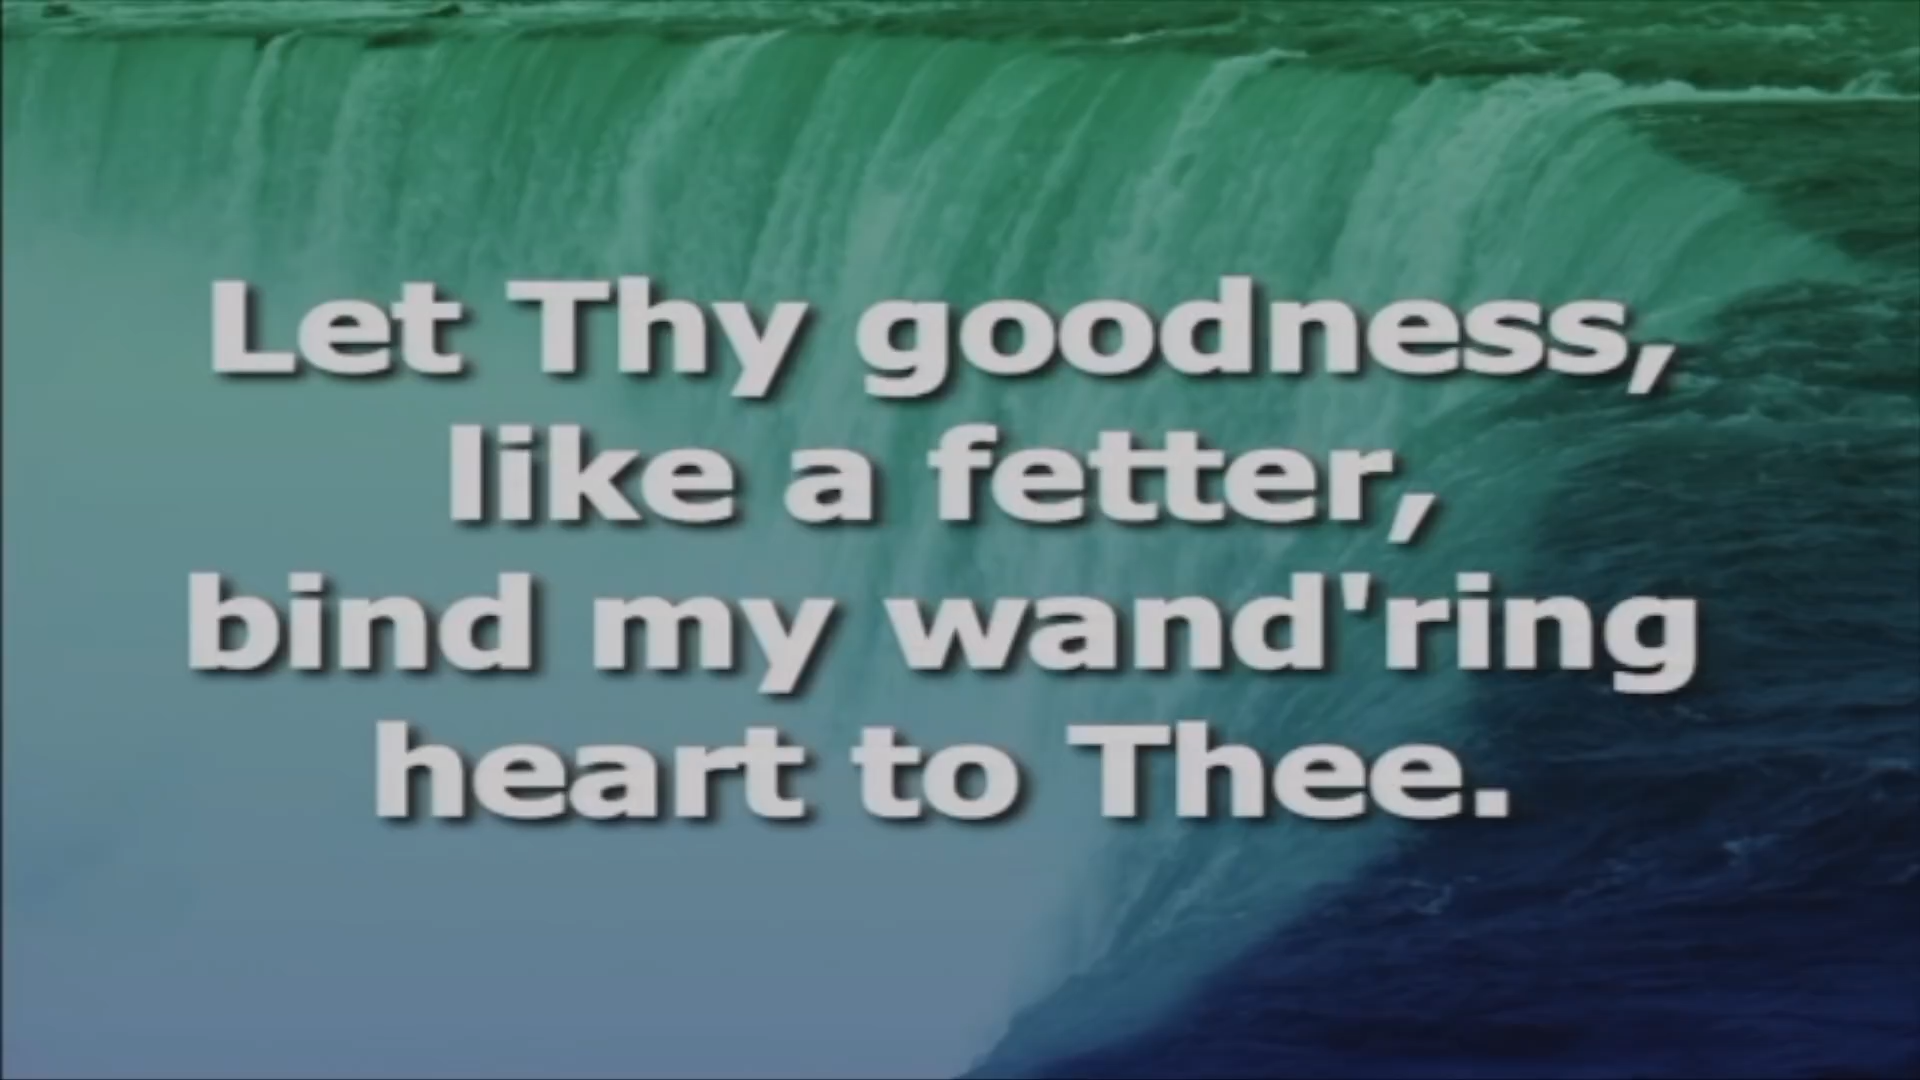 Let Thy goodness,
like a fetter,
bind my wand'ring
heart to Thee.